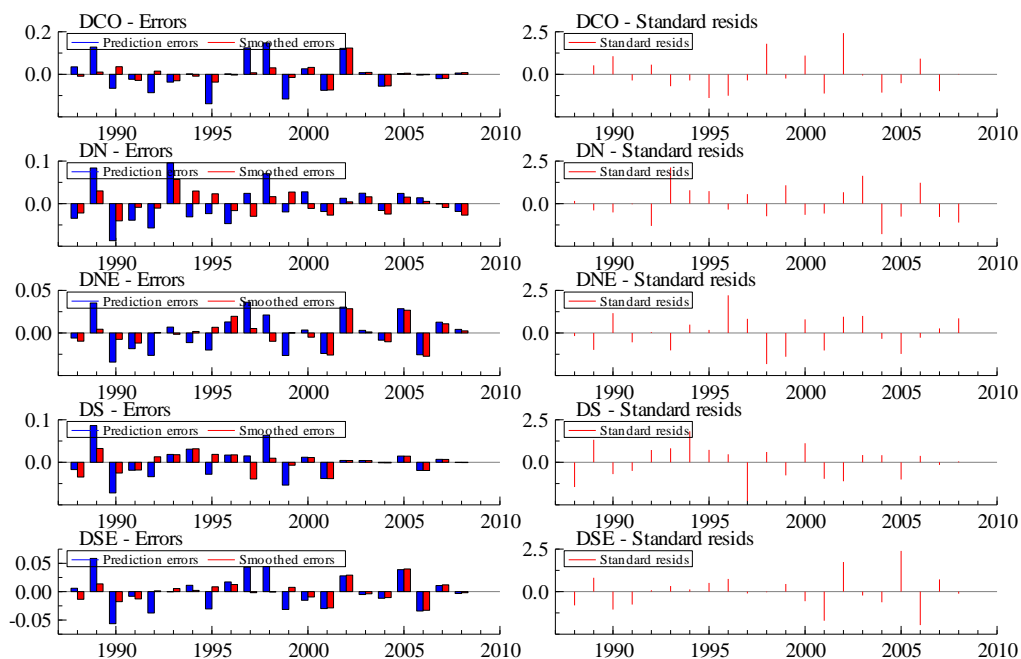 DCO - Errors
DCO - Standard resids
0.2
Prediction errors
Smoothed errors
2.5
Standard resids
0.0
0.0
1990
1995
2000
2005
2010
1990
1995
2000
2005
2010
DN - Errors
DN - Standard resids
0.1
Prediction errors
Smoothed errors
2.5
Standard resids
0.0
0.0
1990
1995
2000
2005
2010
1990
1995
2000
2005
2010
DNE - Errors
DNE - Standard resids
0.05
Prediction errors
Smoothed errors
2.5
Standard resids
0.00
0.0
1990
1995
2000
2005
2010
1990
1995
2000
2005
2010
DS - Errors
DS - Standard resids
0.1
Prediction errors
Smoothed errors
2.5
Standard resids
0.0
0.0
1990
1995
2000
2005
2010
1990
1995
2000
2005
2010
DSE - Errors
DSE - Standard resids
Prediction errors
Smoothed errors
Standard resids
0.05
2.5
0.00
0.0
-0.05
1990
1995
2000
2005
2010
1990
1995
2000
2005
2010